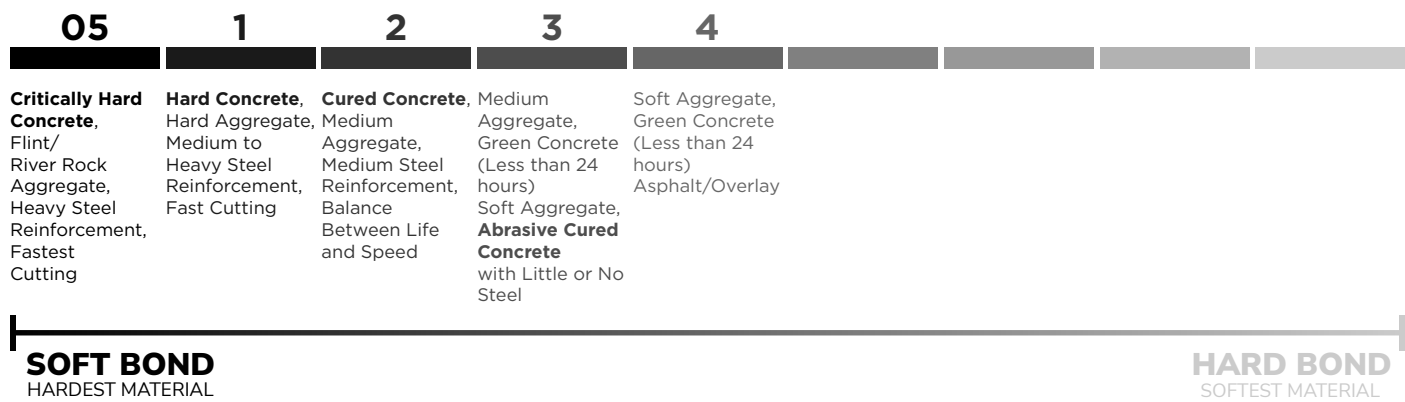 05
1
2
3
4
Critically Hard
Concrete,
Flint/
River Rock
Aggregate,
Heavy Steel
Reinforcement,
Fastest
Cutting
Hard Concrete,
Hard Aggregate,
Medium to
Heavy Steel
Reinforcement,
Fast Cutting
Cured Concrete,
Medium
Aggregate,
Medium Steel
Reinforcement,
Balance
Between Life
and Speed
Medium
Aggregate,
Green Concrete
(Less than 24
hours)
Soft Aggregate,
Abrasive Cured
Concrete
with Little or No
Steel
Soft Aggregate,
Green Concrete
(Less than 24
hours)
Asphalt/Overlay
SOFT BOND
HARDEST MATERIAL
HARD BOND
SOFTEST MATERIAL